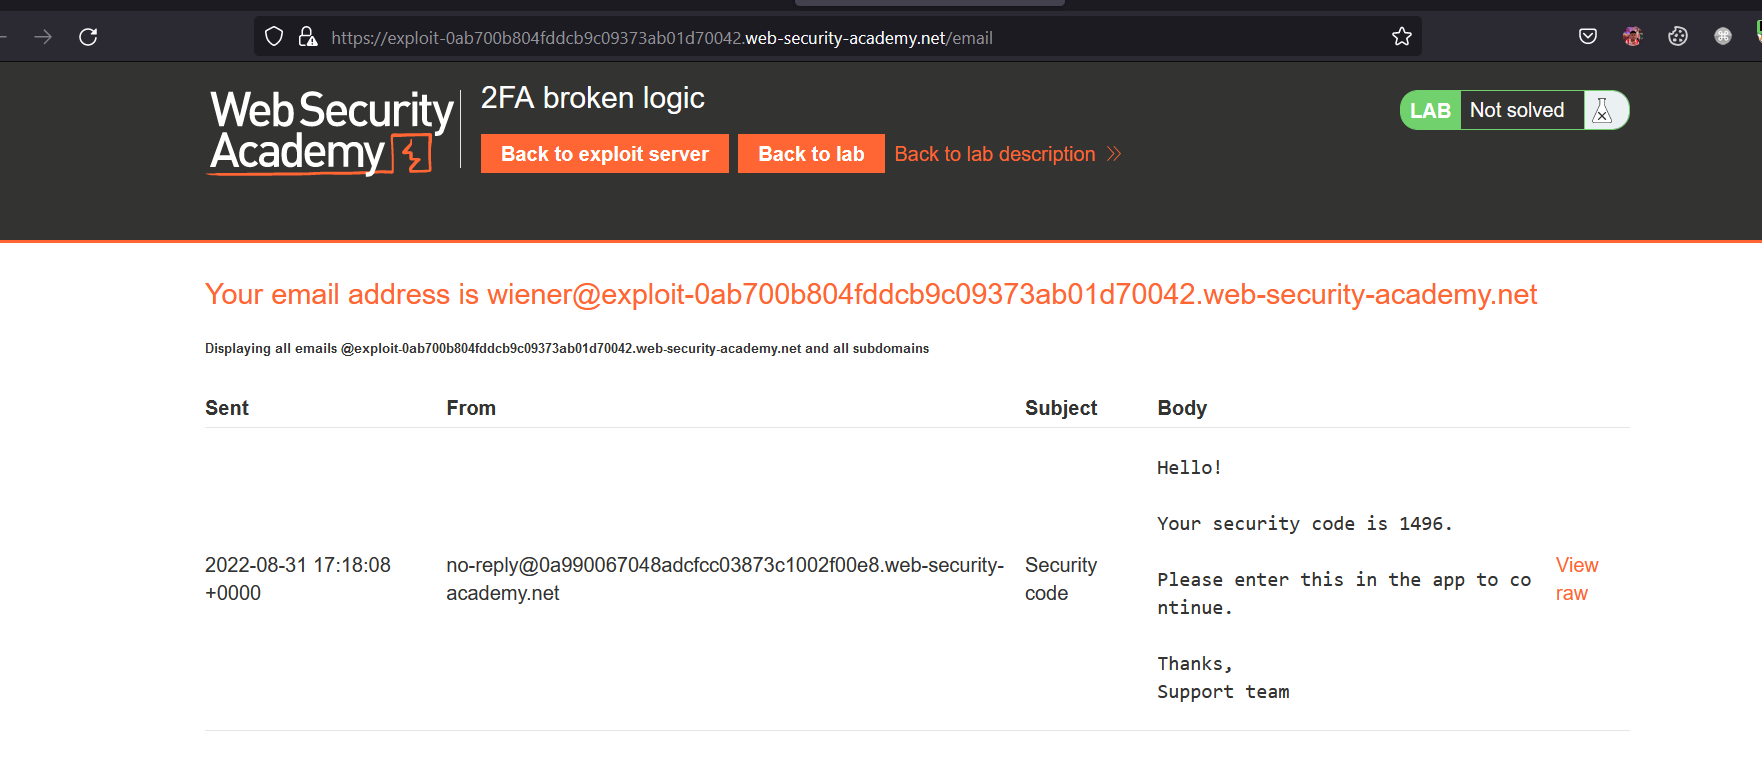 https://exploit-0ab700b804fddcb9c09373ab01d70042.web-security-academy.net/email
Web Security
Academy
2FA broken logic
LAB Not solved
Back to exploit server Back to lab Back to lab description
Your email address is wiener@exploit-0ab700b804fddcb9c09373ab01d70042.web-security-academy.net
Displaying all emails @exploit-0ab700b804fddcb9c09373ab01d70042.web-security-academy.net and all subdomains
Sent From Subject Body
2022-08-31 17:18:08
+0000
no-reply@0a990067048adcfcc03873c1002f00e8.web-security-
academy.net
Security
code
Hello!
Your security code is 1496.
Please enter this in the app to co
ntinue.
Thanks,
Support team
View
raw